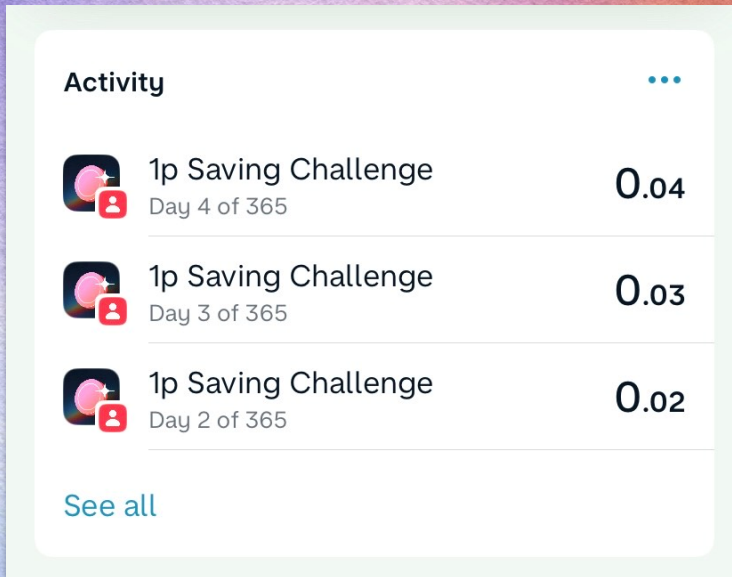 Activity
1p Saving Challenge
0.04
Day 4 of 365
1p Saving Challenge
0.03
Day 3 of 365
1p Saving Challenge
0.02
Day 2 of 365
See all